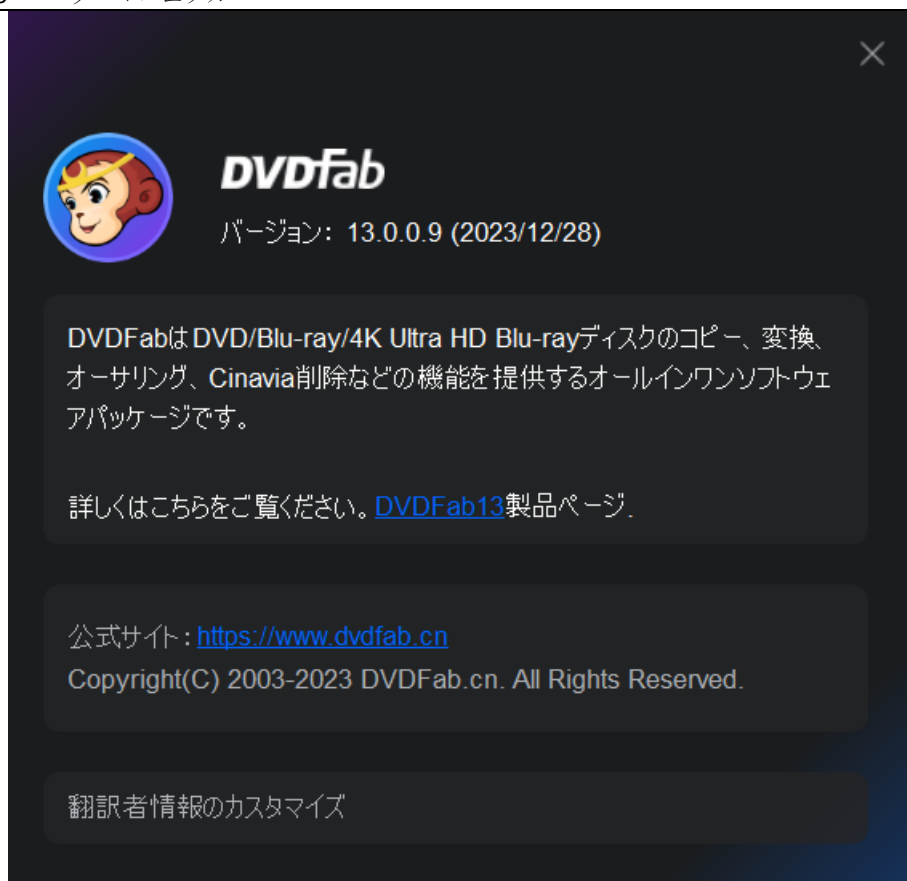 DVDFab
バージョン: 13.0.0.9 (2023/12/28)
DVDFabはDVD/Blu-ray/4K Ultra HD Blu-rayディスクのコピー、変換、
オーサリング、Cinavia削除などの機能を提供するオールインワンソフトウェ
アパッケージです。
詳しくはこちらをご覧ください。DVDFab13製品ページ.
公式サイト: https://www.dvdfab.cn
Copyright(C) 2003-2023 DVDFab.cn. All Rights Reserved.
翻訳者情報のカスタマイズ